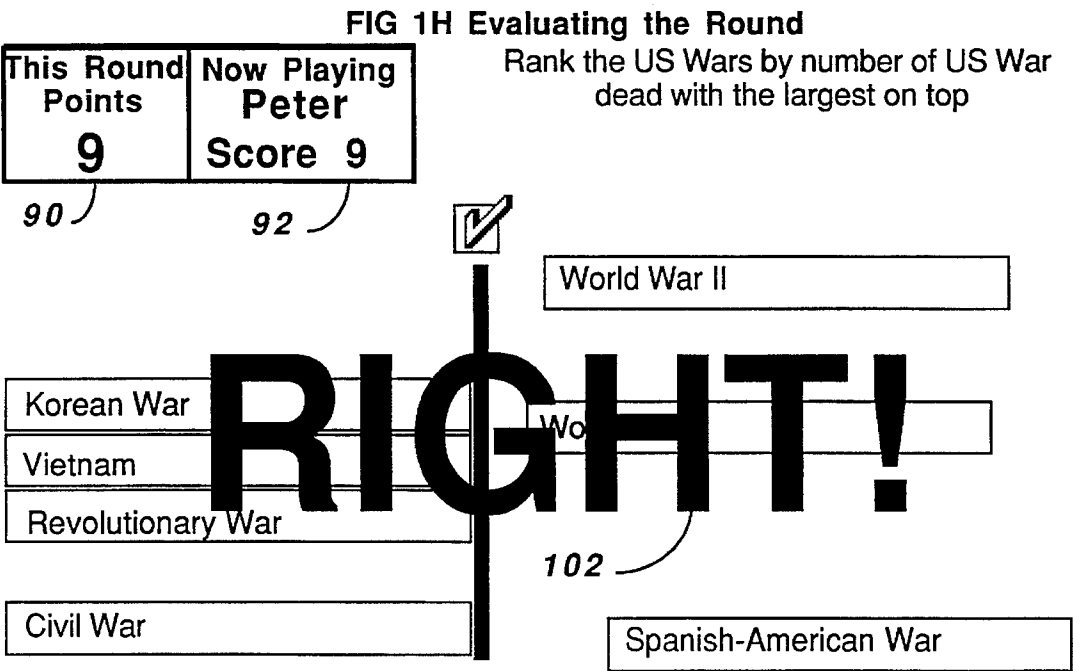 FIG 1H Evaluating the Round
This Round
Points
9
Now Playing
Peter
Score 9
Rank the US Wars by number of US War
dead with the largest on top
90
92
World War II
RIGHT!
Korean War
Wo
Vietnam
Revolutionary War
102
Civil War
Spanish-American War